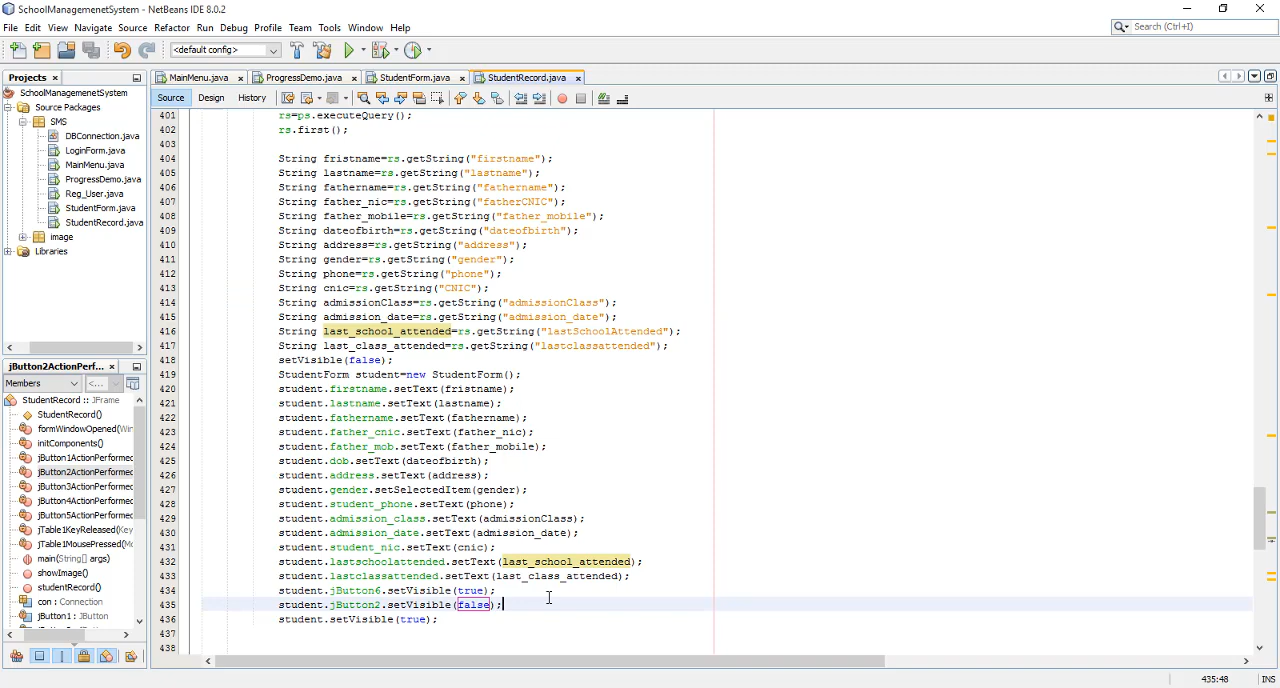 SchoolManagemenetSystem - NetBeans IDE 8.0.2
File Edit View Navigate Source Refactor Run Debug Profile Team Tools Window Help
Search (Ctrl+I)
<default config>
Projects
MainMenu.java ProgressDemo.java StudentForm.java StudentRecord.java
SchoolManagemenetSystem
Source Design History
Source Packages
SMS
DBConnection.java
LoginForm.java
MainMenu.java
ProgresDemo.java
Reg_User.java
StudentForm.java
StudentRecord.java
image
Libraries
401 rs=ps.executeQuery();
402 rs.first();
403
404 String fristname=rs.getString("firstname");
405 String lastname=rs.getString("lastname");
406 String fathername=rs.getString("fathername");
407 String father_nic=rs.getString("fatherCNIC");
408 String father_mobile=rs.getString("father_mobile");
409 String dateofbirth=rs.getString("dateofbirth");
410 String address=rs.getString("address");
411 String gender=rs.getString("gender");
412 String phone=rs.getString("phone");
413 String cnic=rs.getString("CNIC");
414 String admissionClass=rs.getString("admissionClass");
415 String admission_date=rs.getString("admission_date");
416 String last_school_attended=rs.getString("lastSchoolAttended");
417 String last_class_attended=rs.getString("lastclassattended");
418 setVisible(false);
419 StudentForm student=new StudentForm();
420 student.firstname.setText(fristname);
421 student.lastname.setText(lastname);
422 student.fathername.setText(fathername);
423 student.father_cnic.setText(father_nic);
424 student.father_mob.setText(father_mobile);
425 student.dob.setText(dateofbirth);
426 student.address.setText(address);
427 student.gender.setSelectedItem(gender);
428 student.student_phone.setText(phone);
429 student.admission_class.setText(admissionClass);
430 student.admission_date.setText(admission_date);
431 student.student_nic.setText(cnic);
432 student.lastschoolattended.setText(last_school_attended);
433 student.lastclassattended.setText(last_class_attended);
434 student.jButton6.setVisible(true);
435 student.jButton2.setVisible(false);
436 student.setVisible(true);
437
438
jButton2ActionPerf...
Members <...
StudentRecord :: JFrame
StudentRecord()
formWindowOpened(Win
initComponents()
jButton1ActionPerformed
jButton2ActionPerformed
jButton3ActionPerformed
jButton4ActionPerformed
jButton5ActionPerformed
jTable1KeyReleased(Key
jTable1MousePressed(Mo
main(String[] args)
showImage()
studentRecord()
con : Connection
jButton1 : JButton
435:48 INS